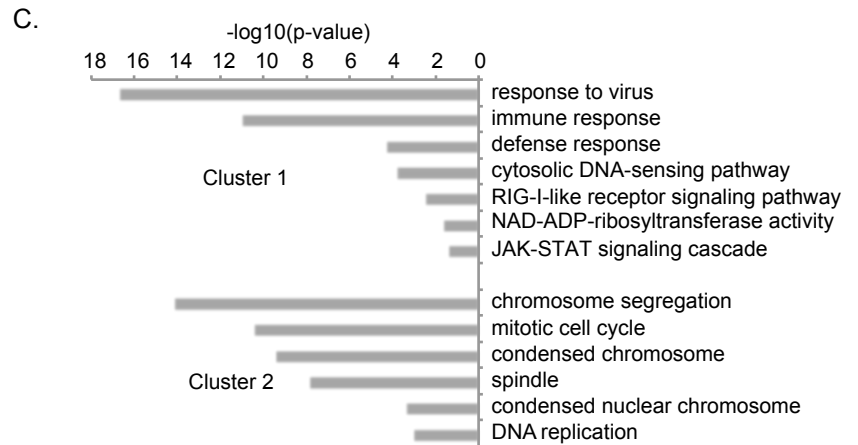 C.
-log10(p-value)
18 16 14 12 10 8 6 4 2 0
response to virus
immune response
defense response
cytosolic DNA-sensing pathway
Cluster 1
RIG-I-like receptor signaling pathway
NAD-ADP-ribosyltransferase activity
JAK-STAT signaling cascade
chromosome segregation
mitotic cell cycle
condensed chromosome
Cluster 2
spindle
condensed nuclear chromosome
DNA replication